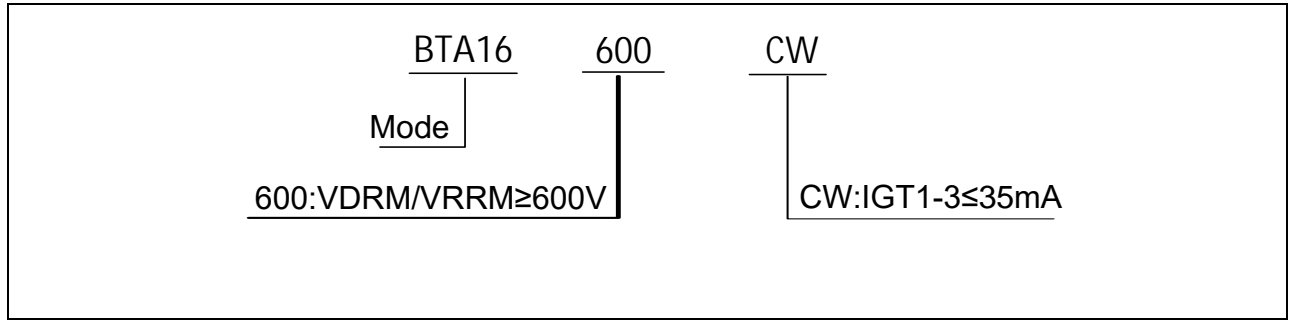 BTA16 600 CW
Mode
600:VDRM/VRRM≥600V CW:IGT1-3≤35mA